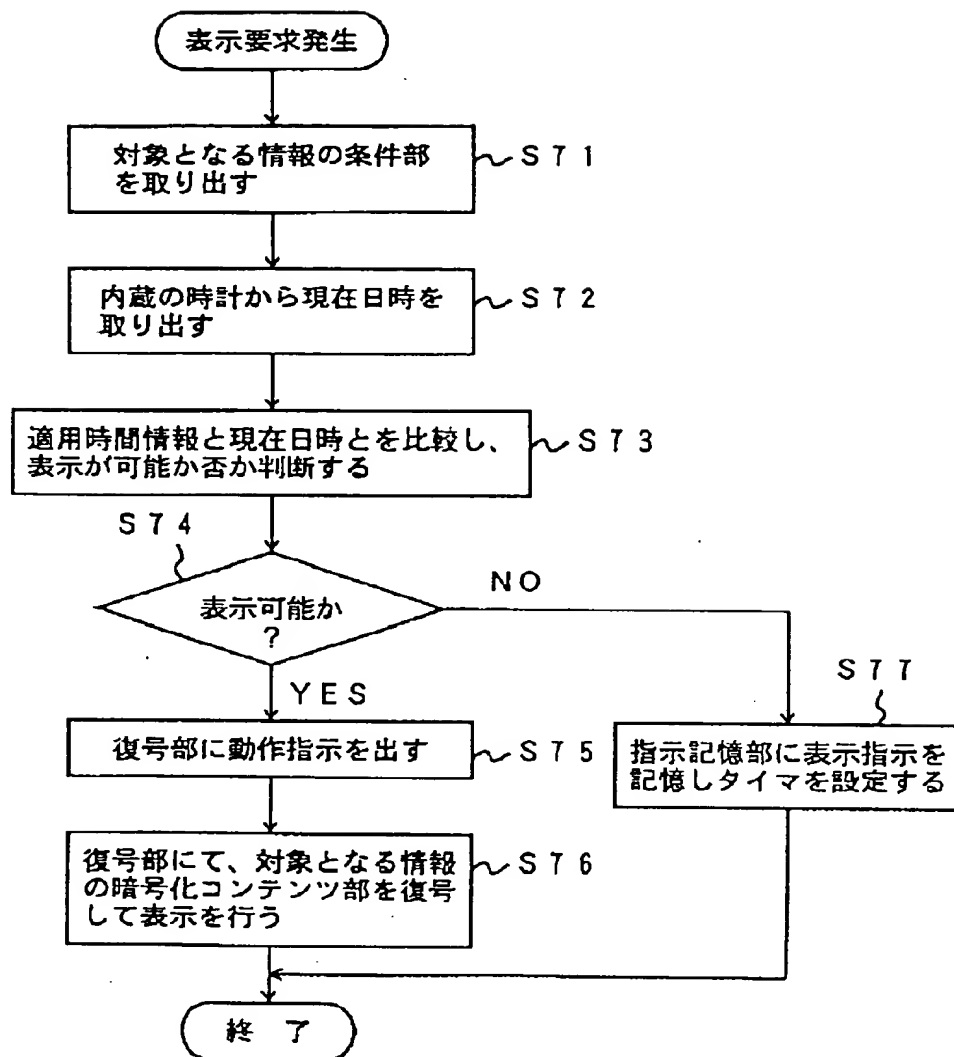 表示要求発生
対象となる情報の条件部
を取り出す
S71
内蔵の時計から現在日時を
取り出す
S72
適用時間情報と現在日時とを比較し、
表示が可能か否か判断する
S73
S74
表示可能か
?
NO
YES
S77
指示記憶部に表示指示を
記憶しタイマを設定する
復号部に動作指示を出す
S75
復号部にて、対象となる情報
の暗号化コンテンツ部を復号
して表示を行う
S76
終 了